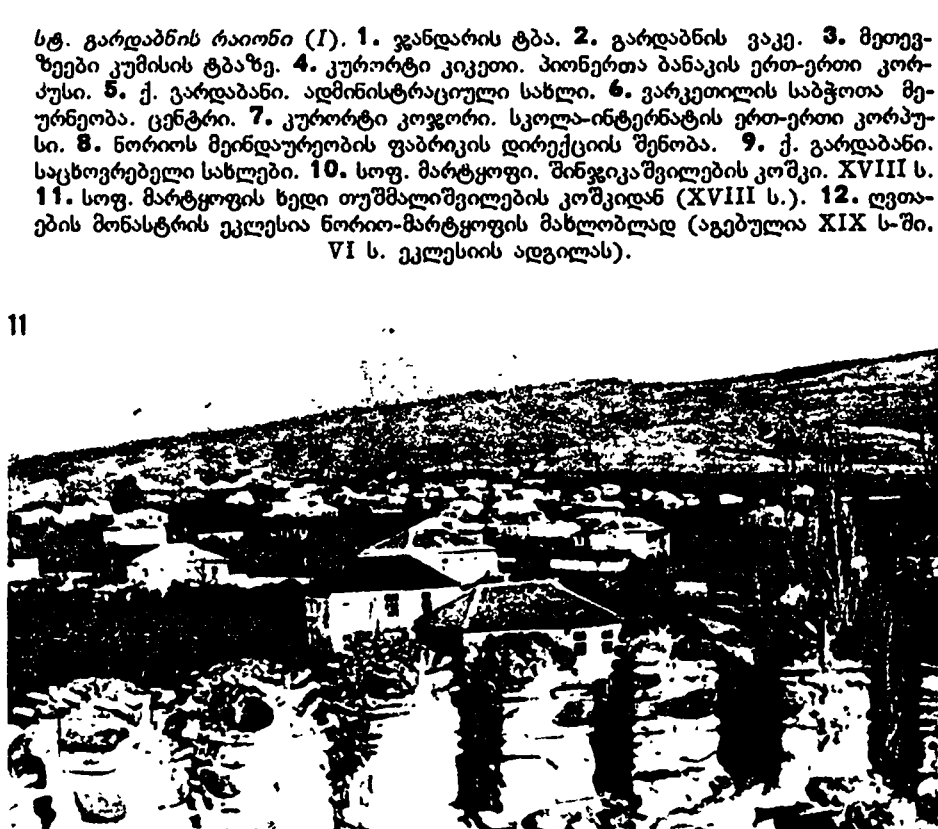 სტ. გარდაბნის რაიონი (I). 1. ჯანდარის ტბა. 2. გარდაბნის ვაკე. 3. მეთევ-
ზეები კუმისის ტბაზე. 4. კურორტი კიკეთი. პიონერთა ბანაკის ერთ-ერთი კორ-
პუსი. 5. ქ. გარდაბანი. ადმინისტრაციული სახლი. 6. ვარკეთილის საბჭოთა მე-
ურნეობა. ცენტრი. 7. კურორტი კოჯორი. სკოლა-ინტერნატის ერთ-ერთი კორპუ-
სი. 8. ნორიოს მეინდაურეობის ფაბრიკის დირექციის შენობა. 9. ქ. გარდაბანი.
საცხოვრებელი სახლები. 10. სოფ. მარტყოფი. შინჯიკაშვილების კოშკი. XVIII ს.
11. სოფ. მარტყოფის ხედი თუშმალიშვილების კოშკიდან (XVIII ს.). 12. ღვთა-
ების მონასტრის ეკლესია ნორიო-მარტყოფის მახლობლად (აგებულია XIX ს-ში,
VI ს. ეკლესიის ადგილას).
11